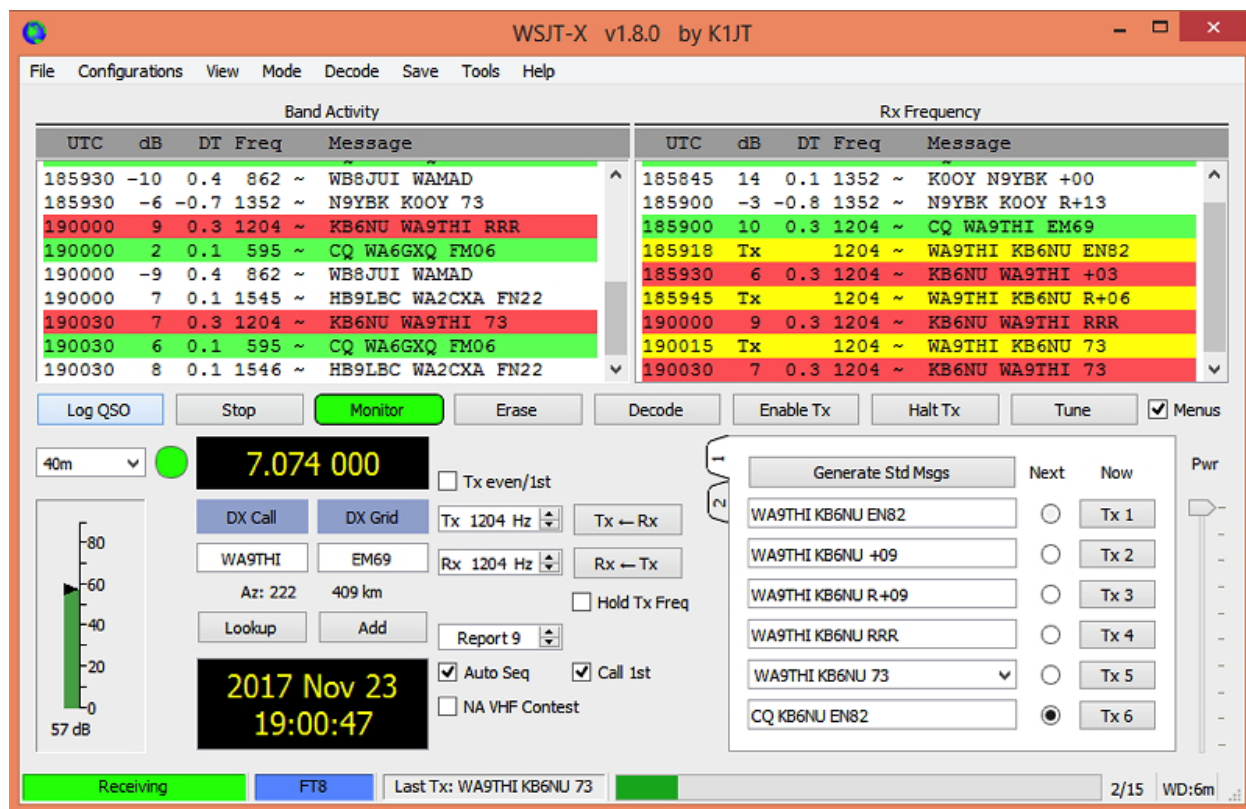 WSJT-X v1.8.0 by K1JT
File Configurations View Mode Decode Save Tools Help
Band Activity
UTC dB DT Freq Message
185930 -10 0.4 862 ~ WB8JUI WAMAD
185930 -6 -0.7 1352 ~ N9YBK K0OY 73
190000 9 0.3 1204 ~ KB6NU WA9THI RRR
190000 2 0.1 595 ~ CQ WA6GXQ FM06
190000 -9 0.4 862 ~ WB8JUI WAMAD
190000 7 0.1 1545 ~ HB9LBC WA2CXA FN22
190030 7 0.3 1204 ~ KB6NU WA9THI 73
190030 6 0.1 595 ~ CQ WA6GXQ FM06
190030 8 0.1 1546 ~ HB9LBC WA2CXA FN22
Rx Frequency
UTC dB DT Freq Message
185845 14 0.1 1352 ~ K0OY N9YBK +00
185900 -3 -0.8 1352 ~ N9YBK K0OY R+13
185900 10 0.3 1204 ~ CQ WA9THI EM69
185918 Tx 1204 ~ WA9THI KB6NU EN82
185930 6 0.3 1204 ~ KB6NU WA9THI +03
185945 Tx 1204 ~ WA9THI KB6NU R+06
190000 9 0.3 1204 ~ KB6NU WA9THI RRR
190015 Tx 1204 ~ WA9THI KB6NU 73
190030 7 0.3 1204 ~ KB6NU WA9THI 73
Log QSO Stop Monitor Erase Decode Enable Tx Halt Tx Tune Menus
40m
7.074 000
Tx even/1st
DX Call DX Grid
Tx 1204 Hz Tx ← Rx
WA9THI EM69
Rx 1204 Hz Rx ← Tx
Az: 222 409 km
Hold Tx Freq
Lookup Add
Report 9
Auto Seq Call 1st
NA VHF Contest
2017 Nov 23
19:00:47
-80
-60
-40
-20
-0
57 dB
1
2
Generate Std Msgs Next Now Pwr
WA9THI KB6NU EN82 Tx 1
WA9THI KB6NU +09 Tx 2
WA9THI KB6NU R+09 Tx 3
WA9THI KB6NU RRR Tx 4
WA9THI KB6NU 73 Tx 5
CQ KB6NU EN82 Tx 6
Receiving FT8 Last Tx: WA9THI KB6NU 73 2/15 WD:6m